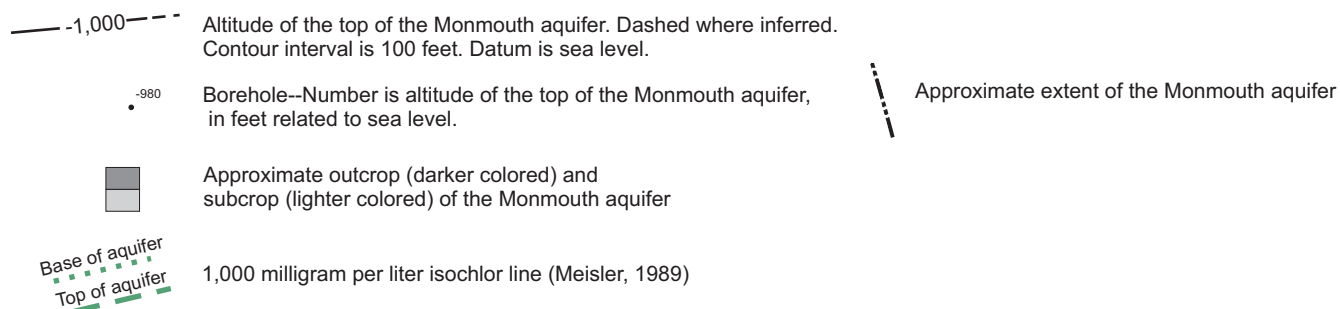 -1,000
Altitude of the top of the Monmouth aquifer. Dashed where inferred.
Contour interval is 100 feet. Datum is sea level.
-980
Borehole--Number is altitude of the top of the Monmouth aquifer,
in feet related to sea level.
Approximate extent of the Monmouth aquifer
Approximate outcrop (darker colored) and
subcrop (lighter colored) of the Monmouth aquifer
Base of aquifer
Top of aquifer
1,000 milligram per liter isochlor line (Meisler, 1989)